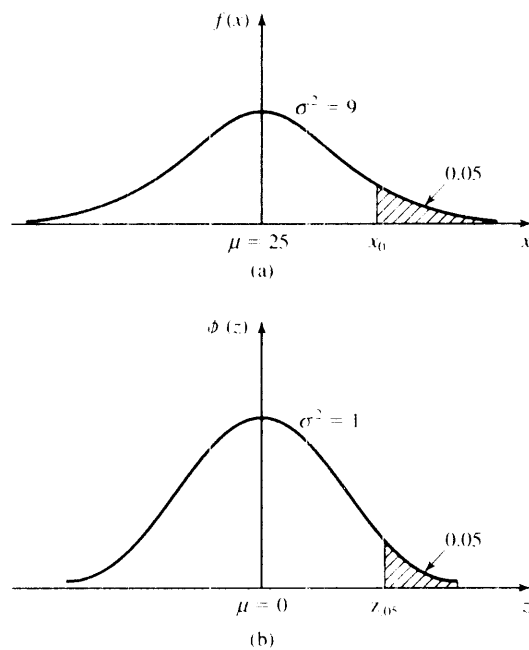 f(x)
σ² = 9
0.05
μ = 25
x₀
x
(a)
φ (z)
σ² = 1
0.05
μ = 0
z.₀₅
z
(b)